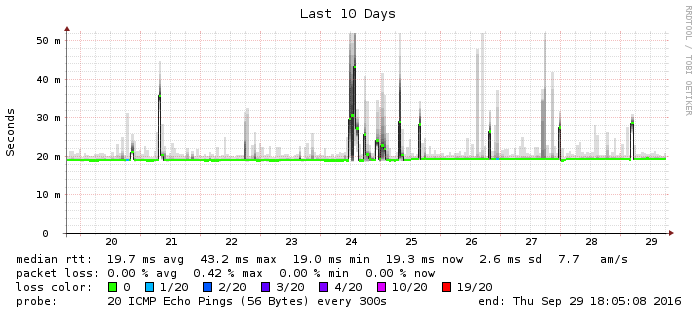 Last 10 Days
RRDTOOL / TOBI OETIKER
Seconds
50 m
40 m
30 m
20 m
10 m
0
20 21 22 23 24 25 26 27 28 29
median rtt: 19.7 ms avg 43.2 ms max 19.0 ms min 19.3 ms now 2.6 ms sd 7.7 am/s
packet loss: 0.00 % avg 0.42 % max 0.00 % min 0.00 % now
loss color: 0 1/20 2/20 3/20 4/20 10/20 19/20
probe: 20 ICMP Echo Pings (56 Bytes) every 300s end: Thu Sep 29 18:05:08 2016